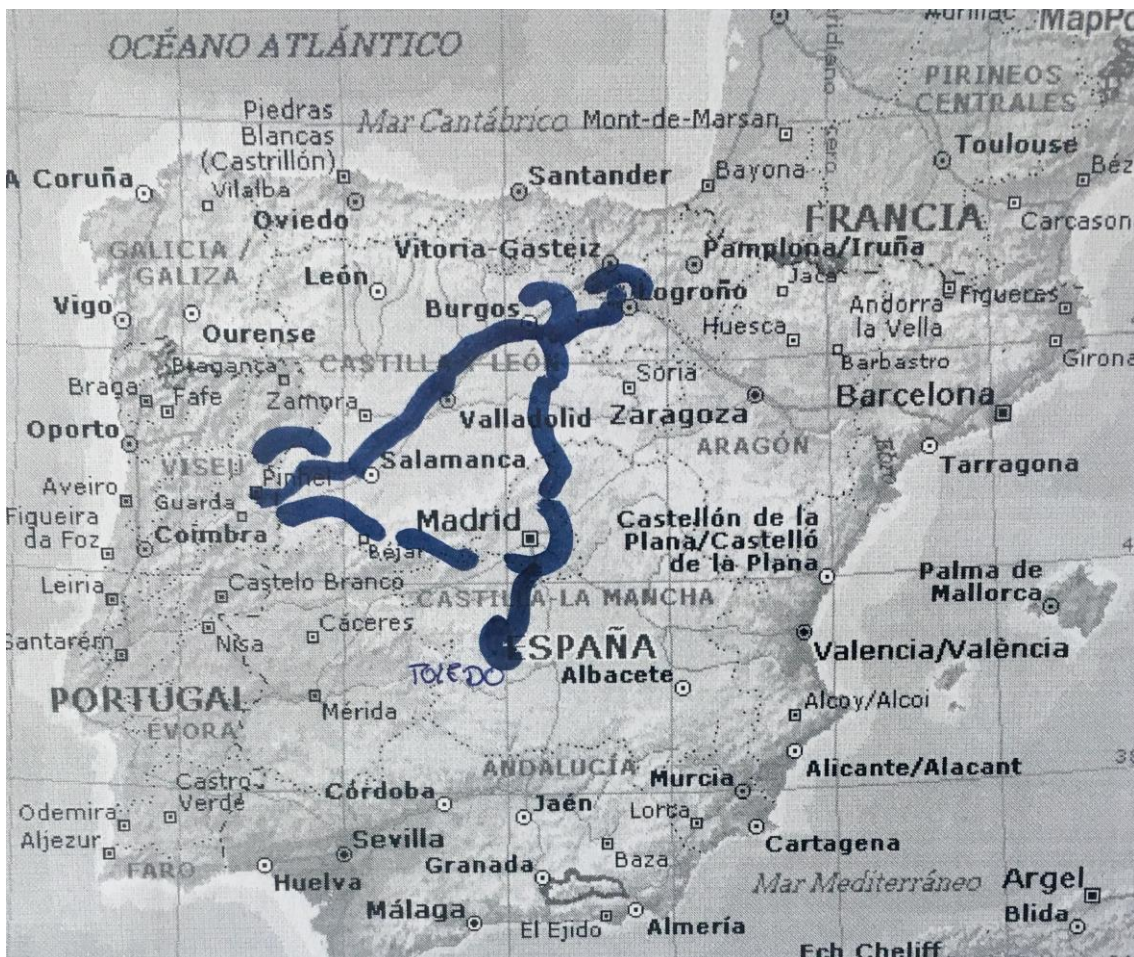 OCÉANO ATLÁNTICO
MapPo
PIRINEOS
CENTRALES
Piedras
Blancas
(Castrillón)
Mar Cantábrico
Mont-de-Marsan
Toulouse
A Coruña
Vilalba
Santander
Bayona
Béz
Oviedo
FRANCIA
Carcason
GALICIA /
GALIZA
Vitoria-Gasteiz
Pamplona/Iruña
León
Jaca
Andorra
la Vella
Figueres
Vigo
Ourense
Burgos
Logroño
Huesca
Barbastro
Girona
Bragança
CASTILLA Y LEÓN
Soria
Braga
Fafe
Zamora
Valladolid
Zaragoza
Barcelona
Oporto
ARAGÓN
Ebro
Tarragona
VISEU
Salamanca
Pinhel
Aveiro
Guarda
Figueira
da Foz
Coimbra
Béjar
Madrid
Castellón de la
Plana/Castelló
de la Plana
4
Leiria
Castelo Branco
CASTILLA-LA MANCHA
Palma de
Mallorca
Santarém
Nisa
Cáceres
ESPAÑA
Valencia/València
TOLEDO
Albacete
PORTUGAL
Mérida
Alcoy/Alcoi
ÉVORA
ANDALUCÍA
Alicante/Alacant
38
Castro
Verde
Córdoba
Jaén
Murcia
Odemira
Lorca
Aljezur
Sevilla
Cartagena
FARO
Huelva
Granada
Baza
Mar Mediterráneo
Argel
Málaga
El Ejido
Almería
Blida
Ech Cheliff